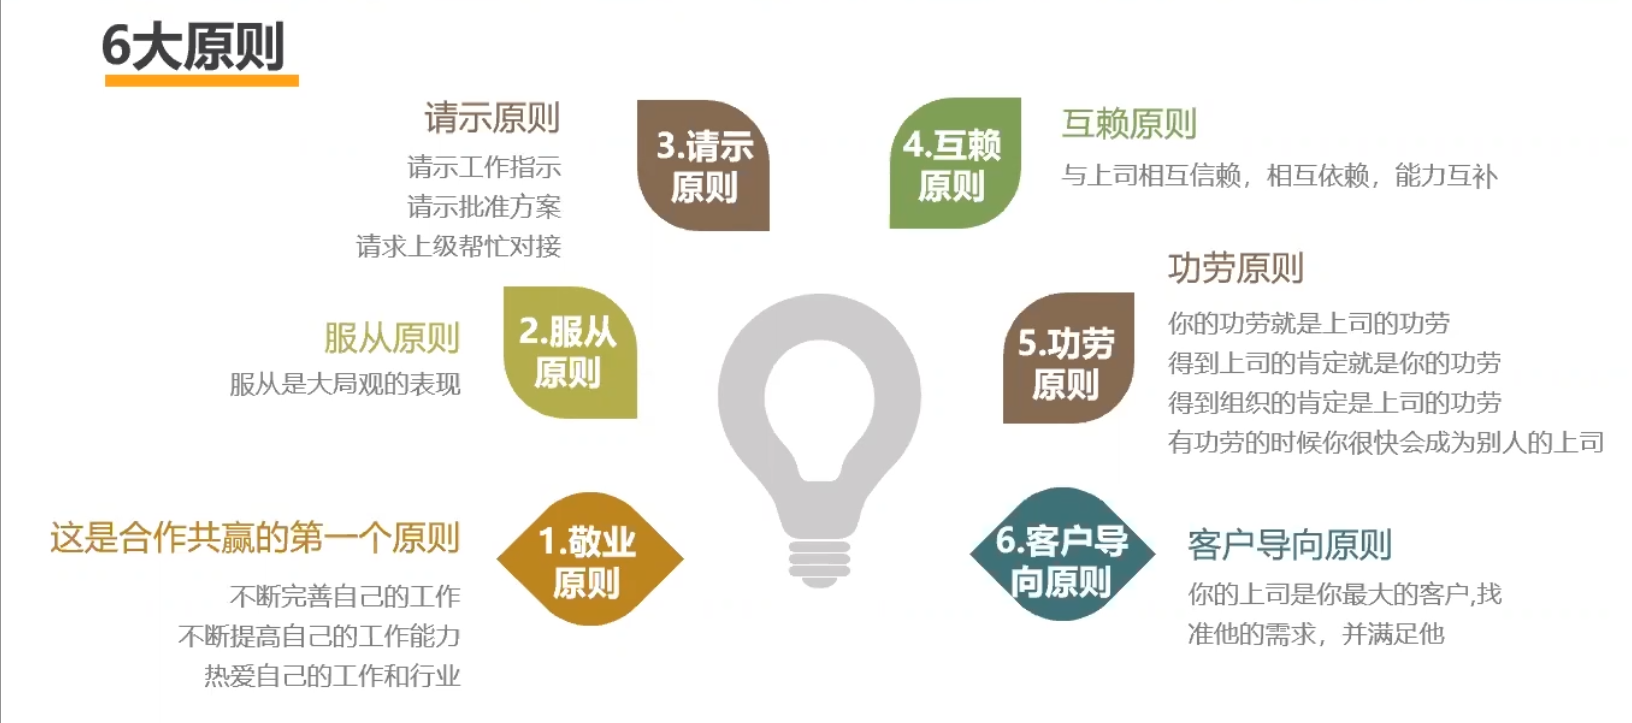 6大原则
请示原则
请示工作指示
请示批准方案
请求上级帮忙对接
3.请示
原则
4.互赖
原则
互赖原则
与上司相互信赖，相互依赖，能力互补
服从原则
服从是大局观的表现
2.服从
原则
5.功劳
原则
功劳原则
你的功劳就是上司的功劳
得到上司的肯定就是你的功劳
得到组织的肯定是上司的功劳
有功劳的时候你很快会成为别人的上司
这是合作共赢的第一个原则
不断完善自己的工作
不断提高自己的工作能力
热爱自己的工作和行业
1.敬业
原则
6.客户导
向原则
客户导向原则
你的上司是你最大的客户,找
准他的需求，并满足他